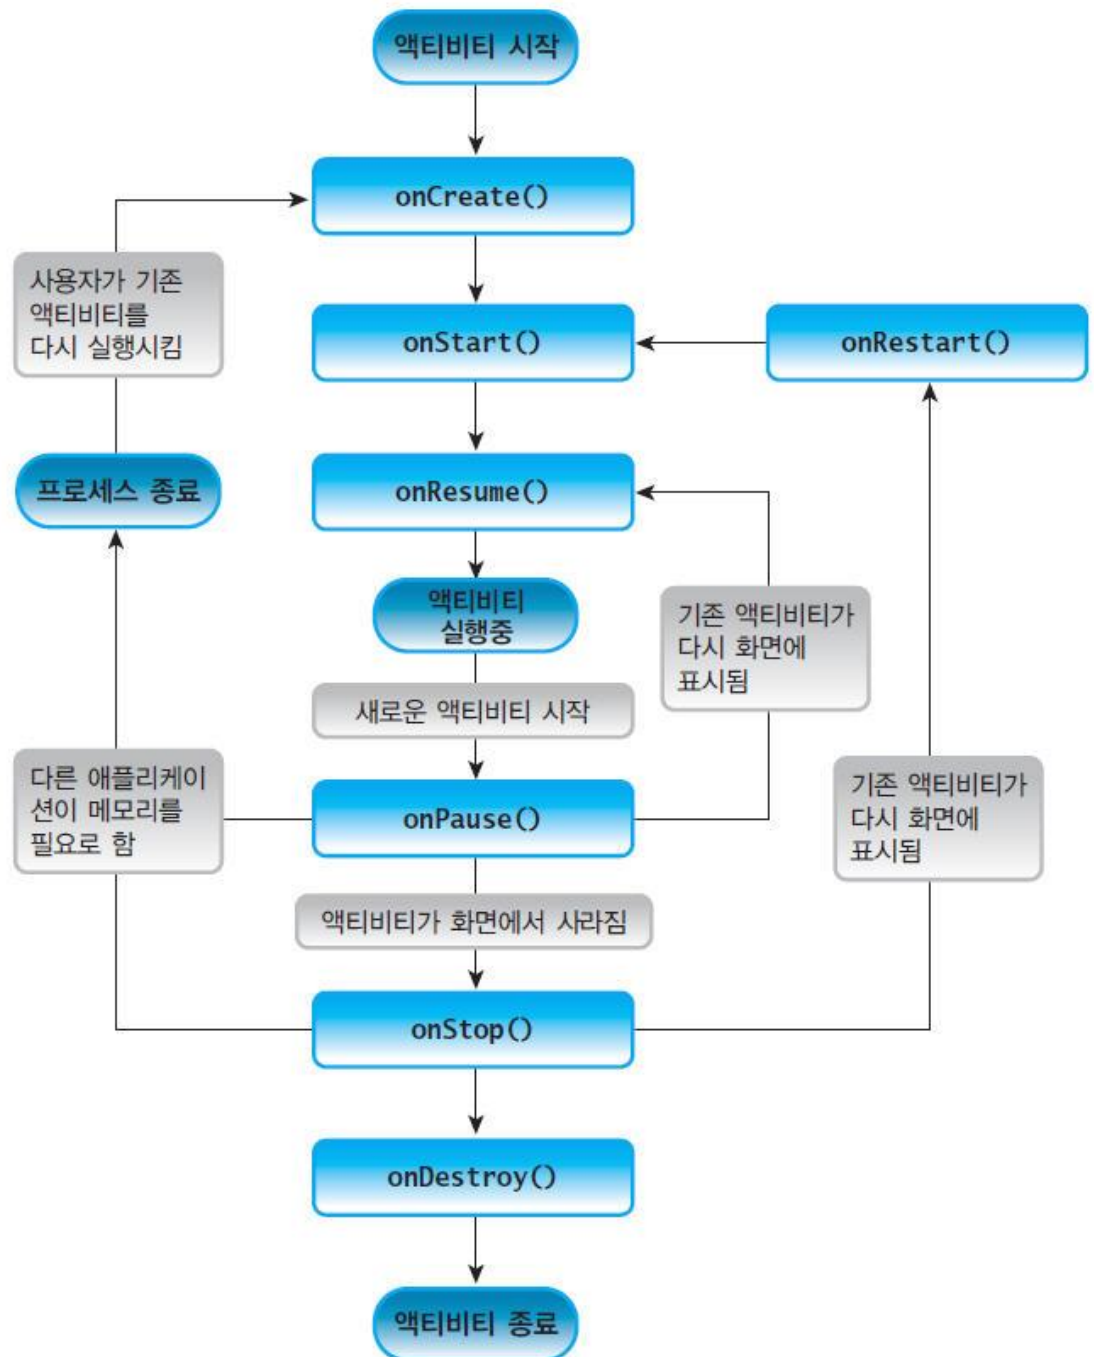 액티비티 시작
onCreate()
사용자가 기존
액티비티를
다시 실행시킴
onStart()
onRestart()
프로세스 종료
onResume()
액티비티
실행중
기존 액티비티가
다시 화면에
표시됨
새로운 액티비티 시작
다른 애플리케이
션이 메모리를
필요로 함
onPause()
기존 액티비티가
다시 화면에
표시됨
액티비티가 화면에서 사라짐
onStop()
onDestroy()
액티비티 종료